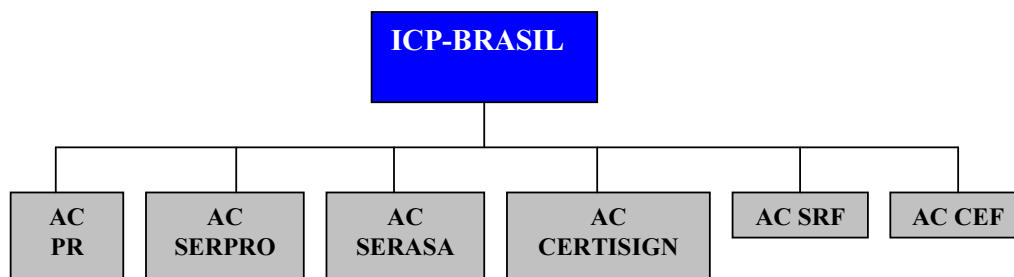 ICP-BRASIL
AC
PR
AC
SERPRO
AC
SERASA
AC
CERTISIGN
AC SRF
AC CEF